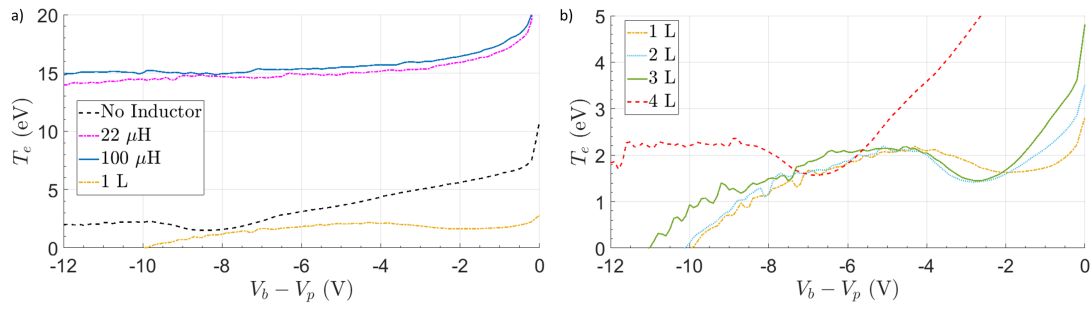 a)
20
15
10
5
0
T_e (eV)
No Inductor
22 μH
100 μH
1 L
-12 -10 -8 -6 -4 -2 0
V_b − V_p (V)
b)
5
4
3
2
1
0
T_e (eV)
1 L
2 L
3 L
4 L
-12 -10 -8 -6 -4 -2 0
V_b − V_p (V)